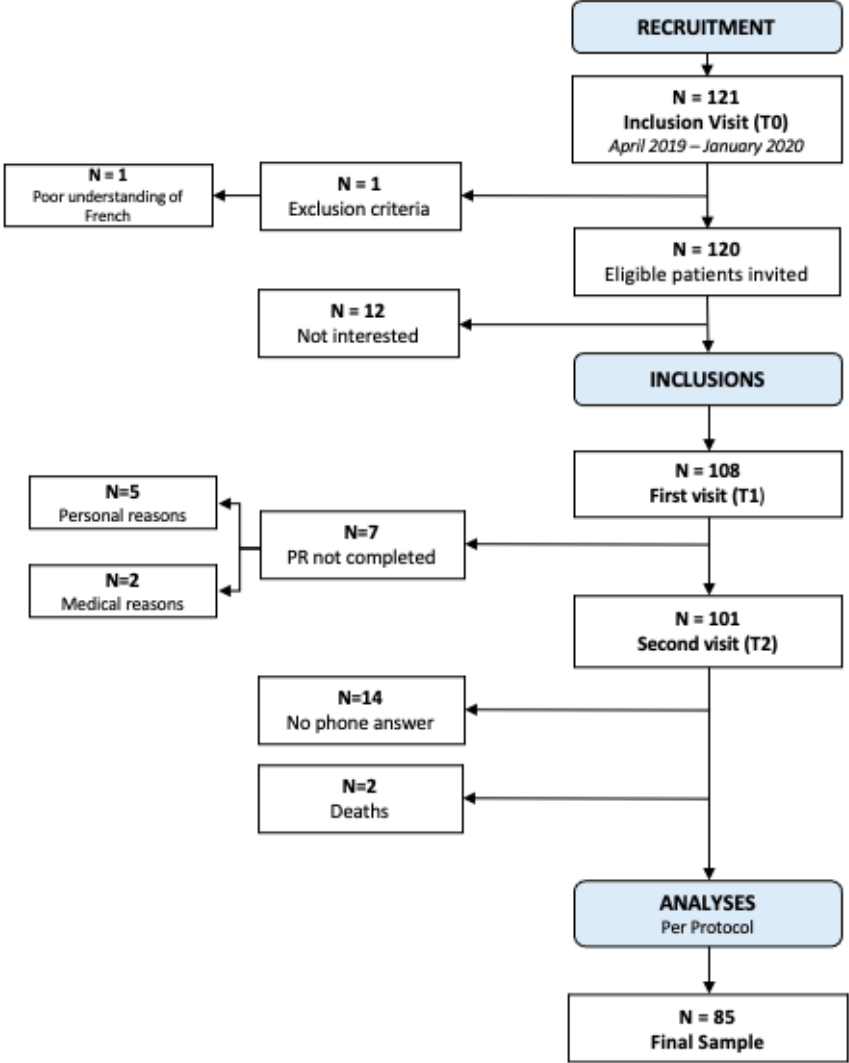 RECRUITMENT
N = 121
Inclusion Visit (T0)
April 2019 – January 2020
N = 1
Poor understanding of
French
N = 1
Exclusion criteria
N = 120
Eligible patients invited
N = 12
Not interested
INCLUSIONS
N = 108
First visit (T1)
N=5
Personal reasons
N=7
PR not completed
N=2
Medical reasons
N = 101
Second visit (T2)
N=14
No phone answer
N=2
Deaths
ANALYSES
Per Protocol
N = 85
Final Sample